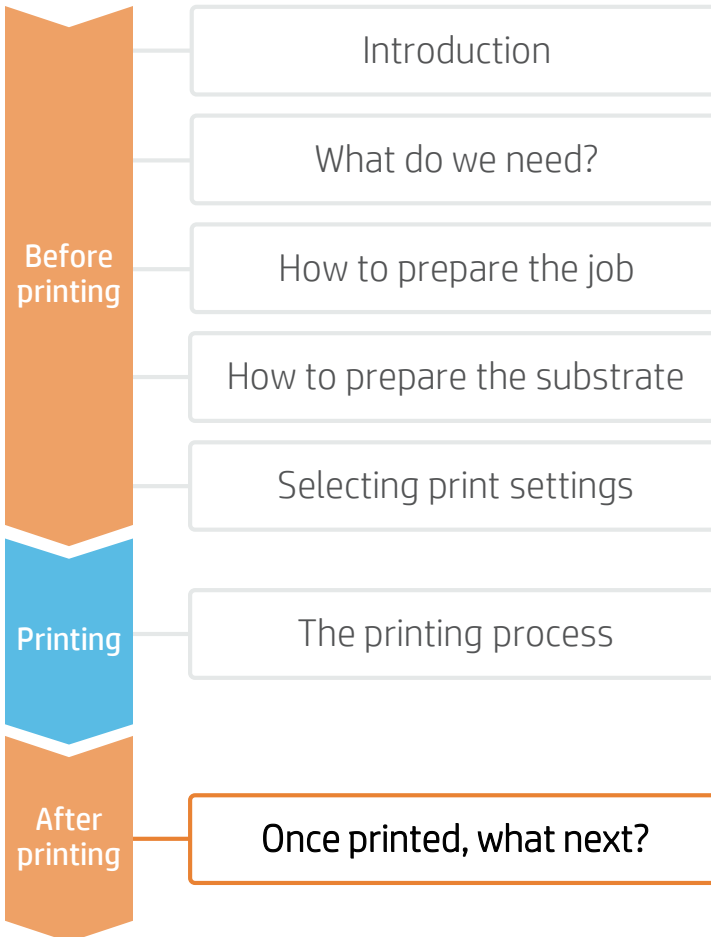 Introduction
What do we need?
Before
printing
How to prepare the job
How to prepare the substrate
Selecting print settings
Printing
The printing process
After
printing
Once printed, what next?